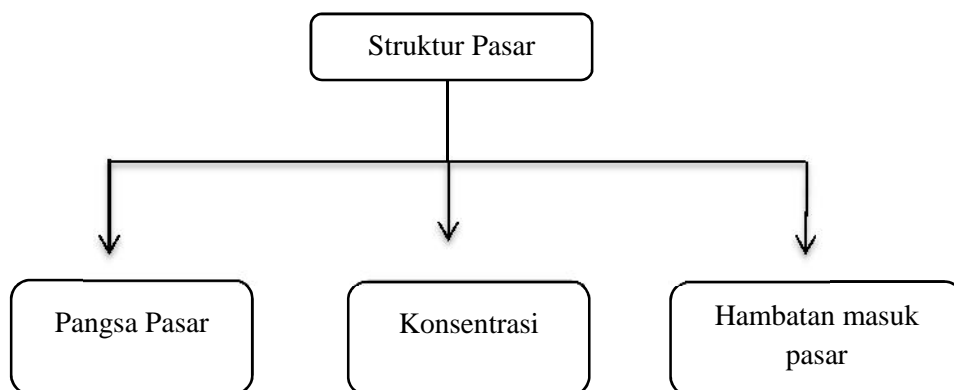 Struktur Pasar
Pangsa Pasar
Konsentrasi
Hambatan masuk
pasar